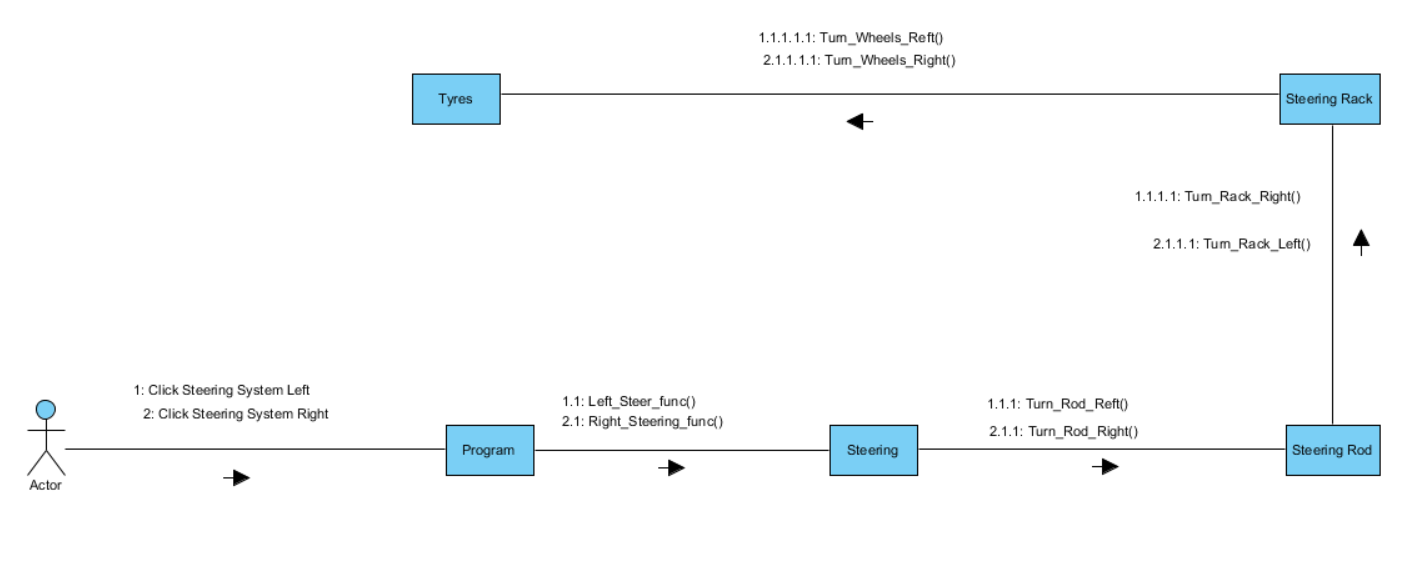 1.1.1.1.1: Turn_Wheels_Reft()
2.1.1.1.1: Turn_Wheels_Right()
Tyres
Steering Rack
1.1.1.1: Turn_Rack_Right()
2.1.1.1: Turn_Rack_Left()
1: Click Steering System Left
2: Click Steering System Right
1.1: Left_Steer_func()
2.1: Right_Steering_func()
1.1.1: Turn_Rod_Reft()
2.1.1: Turn_Rod_Right()
Program
Steering
Steering Rod
Actor